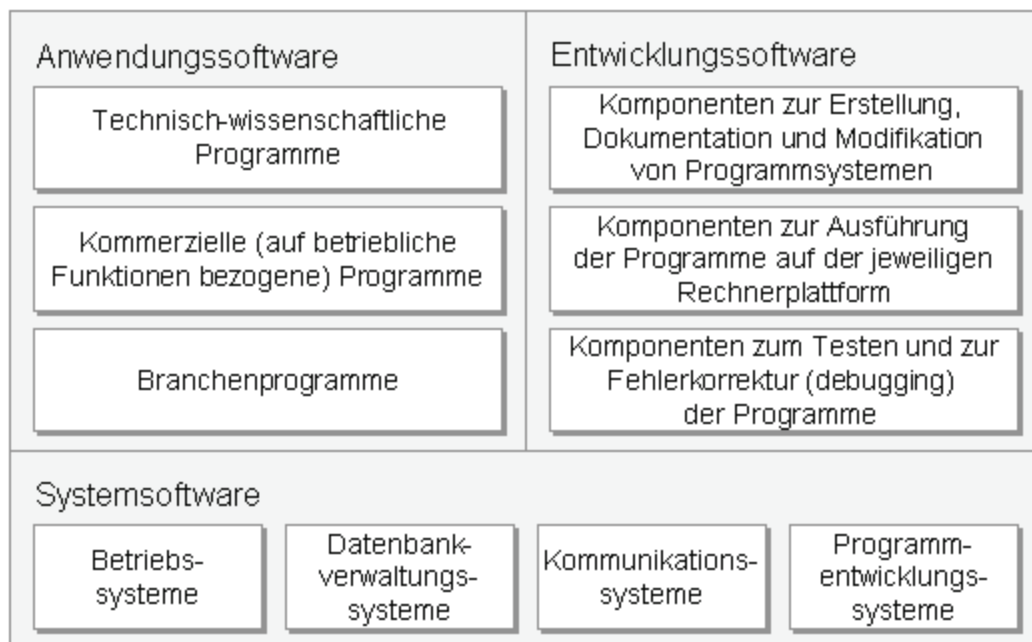 Anwendungssoftware
Technisch-wissenschaftliche
Programme
Kommerzielle (auf betriebliche
Funktionen bezogene) Programme
Branchenprogramme
Entwicklungssoftware
Komponenten zur Erstellung,
Dokumentation und Modifikation
von Programmsystemen
Komponenten zur Ausführung
der Programme auf der jeweiligen
Rechnerplattform
Komponenten zum Testen und zur
Fehlerkorrektur (debugging)
der Programme
Systemsoftware
Betriebs-
systeme
Datenbank-
verwaltungs-
systeme
Kommunikations-
systeme
Programm-
entwicklungs-
systeme